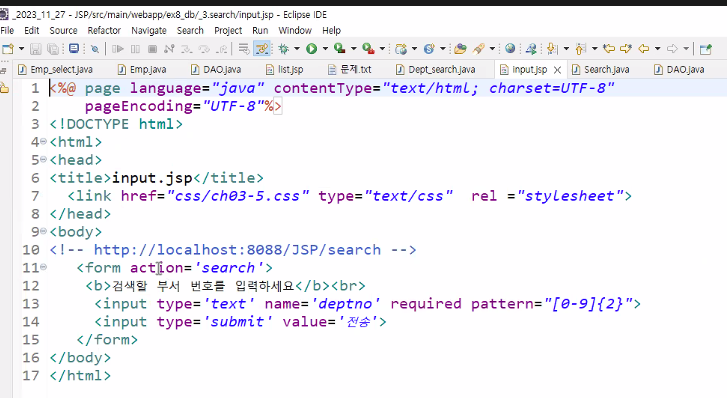 _2023_11_27 - JSP/src/main/webapp/ex8_db/_3.search/input.jsp - Eclipse IDE
File Edit Source Refactor Navigate Search Project Run Window Help
Emp_select.java Emp.java DAO.java list.jsp 문제.txt Dept_search.java input.jsp Search.java DAO.java
1 <%@ page language="java" contentType="text/html; charset=UTF-8"
2 pageEncoding="UTF-8"%>
3 <!DOCTYPE html>
4 <html>
5 <head>
6 <title>input.jsp</title>
7 <link href="css/ch03-5.css" type="text/css" rel ="stylesheet">
8 </head>
9 <body>
10 <!-- http://localhost:8088/JSP/search -->
11 <form action='search'>
12 <b>검색할 부서 번호를 입력하세요</b><br>
13 <input type='text' name='deptno' required pattern="[0-9]{2}">
14 <input type='submit' value='전송'>
15 </form>
16 </body>
17 </html>